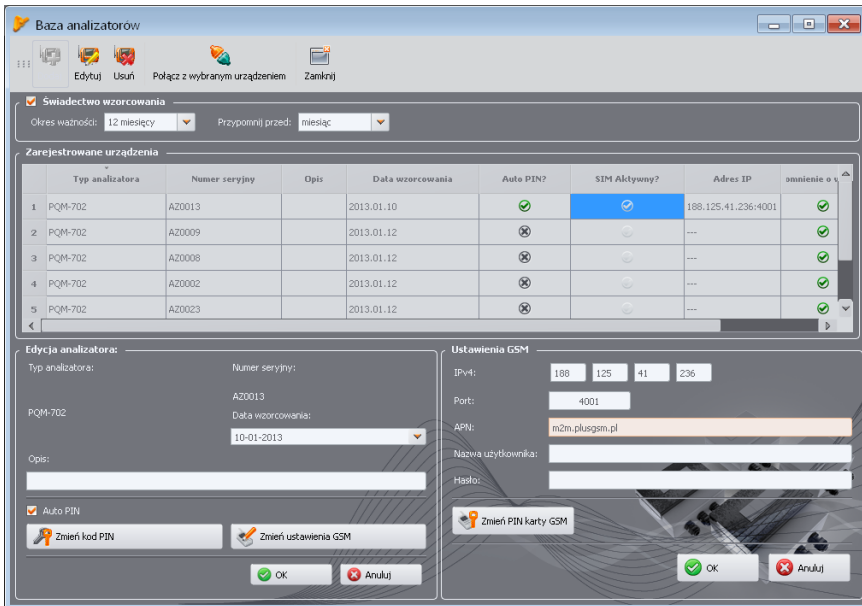 Baza analizatorów
Edytuj Usuń Połącz z wybranym urządzeniem Zamknij
Świadectwo wzorcowania
Okres ważności: 12 miesięcy Przypomnij przed: miesiąc
Zarejestrowane urządzenia
Typ analizatora Numer seryjny Opis Data wzorcowania Auto PIN? SIM Aktywny? Adres IP omnienie o
1 PQM-702 AZ0013 2013.01.10 188.125.41.236:4001
2 PQM-702 AZ0009 2013.01.12 ---
3 PQM-702 AZ0008 2013.01.12 ---
4 PQM-702 AZ0002 2013.01.12 ---
5 PQM-702 AZ0023 2013.01.12 ---
Edycja analizatora:
Typ analizatora: Numer seryjny:
AZ0013
PQM-702
Data wzorcowania:
10-01-2013
Opis:
Auto PIN
Zmień kod PIN Zmień ustawienia GSM
OK Anuluj
Ustawienia GSM
IPv4: 188 125 41 236
Port: 4001
APN: m2m.plusgsm.pl
Nazwa użytkownika:
Hasło:
Zmień PIN karty GSM
OK Anuluj